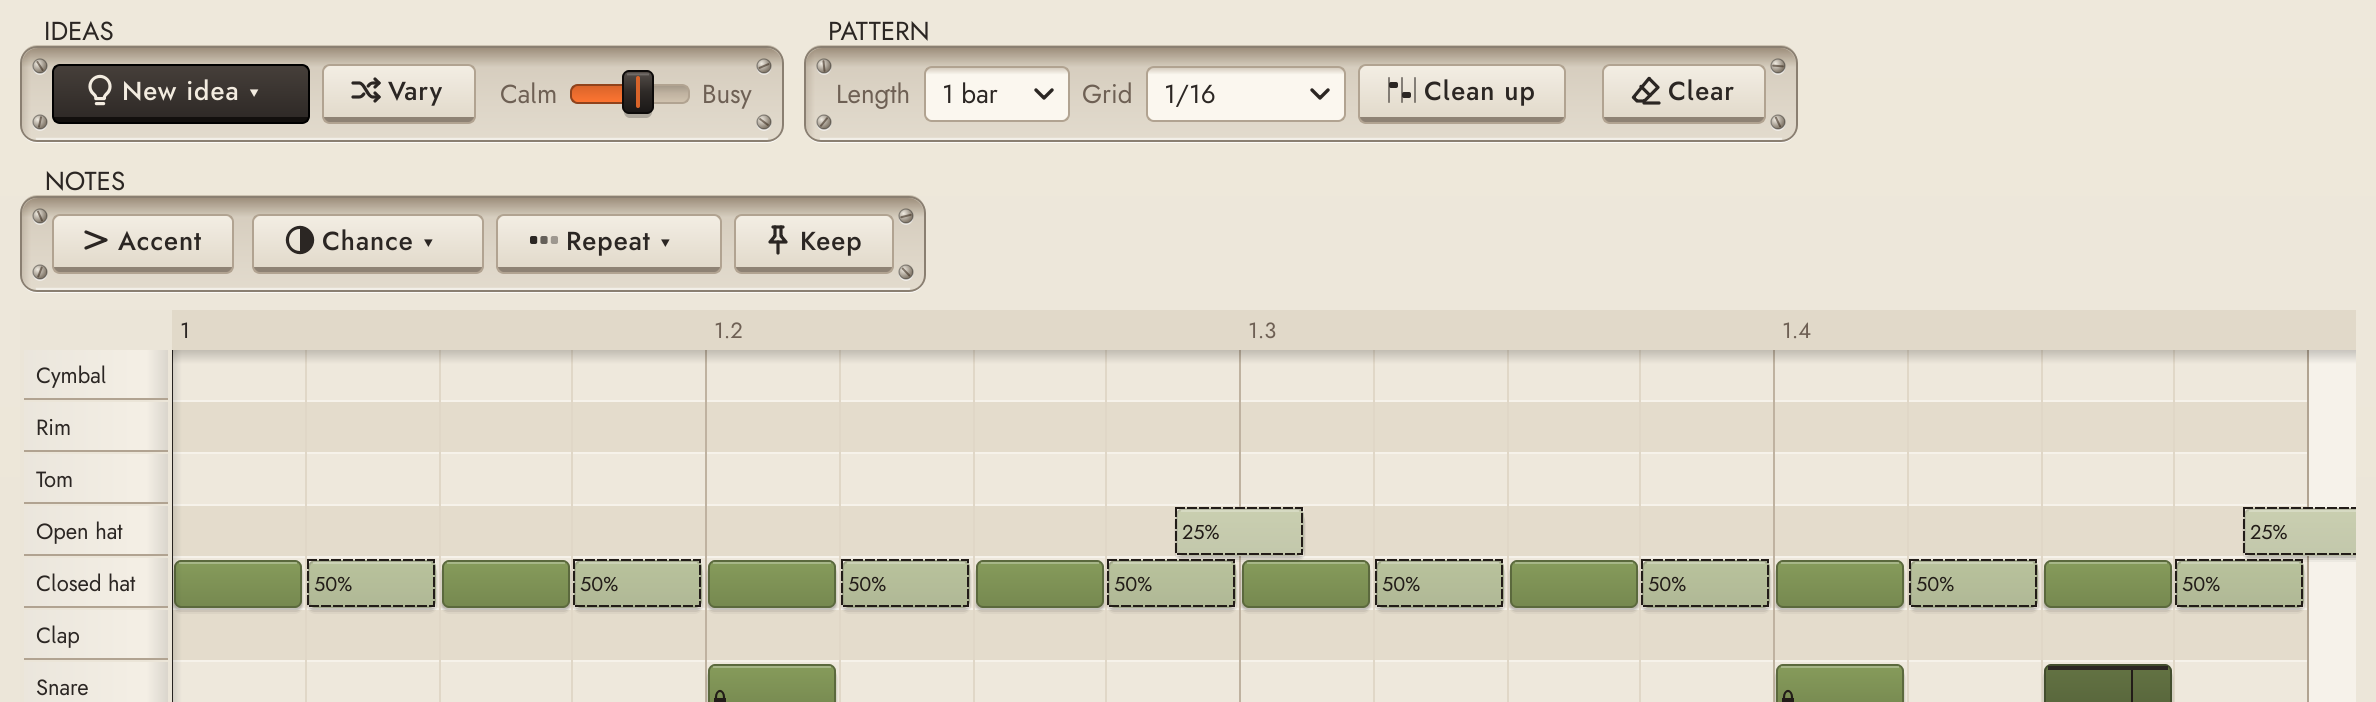 IDEAS
New idea ▾
Vary
Calm
Busy
PATTERN
Length
1 bar
Grid
1/16
Clean up
Clear
NOTES
> Accent
Chance ▾
Repeat ▾
Keep
1
1.2
1.3
1.4
Cymbal
Rim
Tom
Open hat
25%
25%
Closed hat
50%
50%
50%
50%
50%
50%
50%
50%
Clap
Snare